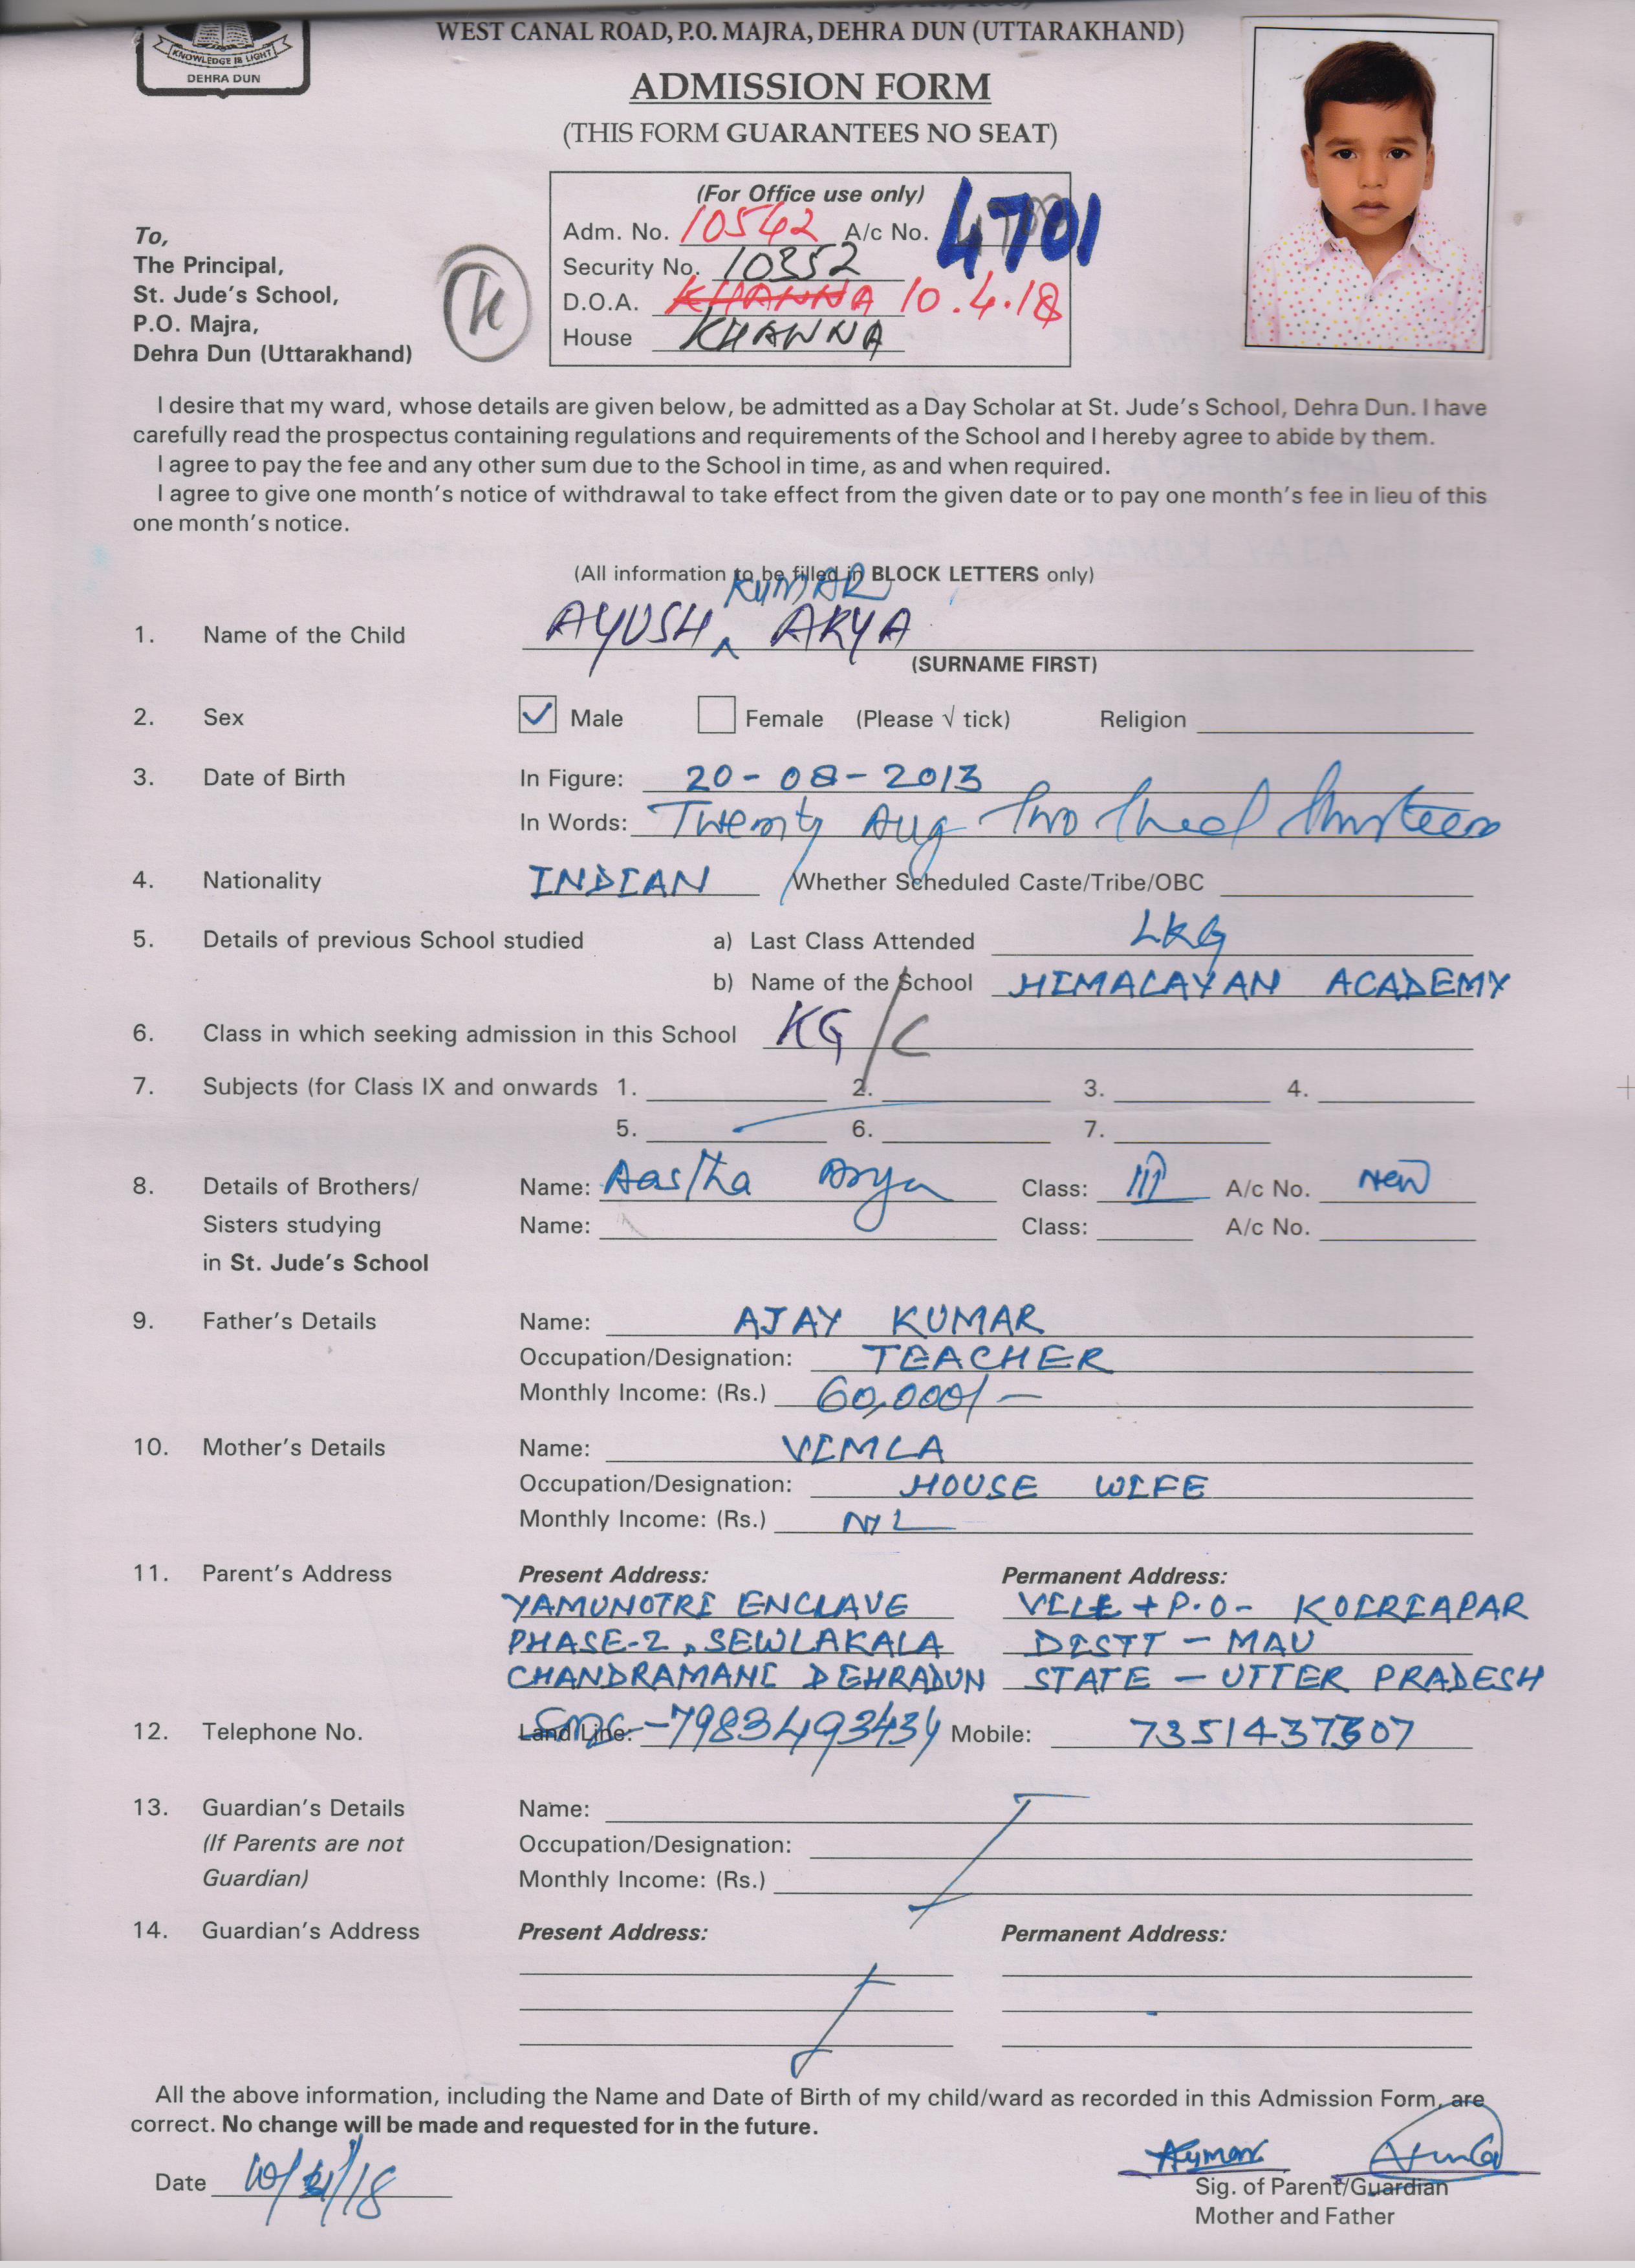 WEST CANAL ROAD, P.O. MAJRA, DEHRA DUN (UTTARAKHAND)
KNOWLEDGE IS LIGHT
DEHRA DUN
ADMISSION FORM
(THIS FORM GUARANTEES NO SEAT)
(For Office use only)
Adm. No. 10542 A/c No. 4701
Security No. 10352
D.O.A. KHANNA 10.4.18
House KHANNA
K
To,
The Principal,
St. Jude's School,
P.O. Majra,
Dehra Dun (Uttarakhand)
I desire that my ward, whose details are given below, be admitted as a Day Scholar at St. Jude's School, Dehra Dun. I have
carefully read the prospectus containing regulations and requirements of the School and I hereby agree to abide by them.
I agree to pay the fee and any other sum due to the School in time, as and when required.
I agree to give one month's notice of withdrawal to take effect from the given date or to pay one month's fee in lieu of this
one month's notice.
(All information to be filled in BLOCK LETTERS only)
KUMAR
1. Name of the Child AYUSH ^ ARYA
(SURNAME FIRST)
2. Sex ✓ Male Female (Please √ tick) Religion
3. Date of Birth In Figure: 20-08-2013
In Words: Twenty Aug Two Thirteen
4. Nationality INDIAN Whether Scheduled Caste/Tribe/OBC
5. Details of previous School studied a) Last Class Attended LKG
b) Name of the School HIMALAYAN ACADEMY
6. Class in which seeking admission in this School KG/C
7. Subjects (for Class IX and onwards 1. 2. 3. 4.
5. 6. 7.
8. Details of Brothers/ Name: Aastha Arya Class: III A/c No. New
Sisters studying Name: Class: A/c No.
in St. Jude's School
9. Father's Details Name: AJAY KUMAR
Occupation/Designation: TEACHER
Monthly Income: (Rs.) 60,000/-
10. Mother's Details Name: VIMLA
Occupation/Designation: HOUSE WIFE
Monthly Income: (Rs.) NIL
11. Parent's Address Present Address: Permanent Address:
YAMUNOTRI ENCLAVE VILL + P.O - KOIRIAPAR
PHASE-2, SEWLAKALA DISTT - MAU
CHANDRAMANI DEHRADUN STATE - UTTER PRADESH
12. Telephone No. Land Line: SMS - 7983493434 Mobile: 7351437607
13. Guardian's Details Name:
(If Parents are not Occupation/Designation:
Guardian) Monthly Income: (Rs.)
14. Guardian's Address Present Address: Permanent Address:
All the above information, including the Name and Date of Birth of my child/ward as recorded in this Admission Form, are
correct. No change will be made and requested for in the future.
Date 10/4/18
Sig. of Parent/Guardian
Mother and Father